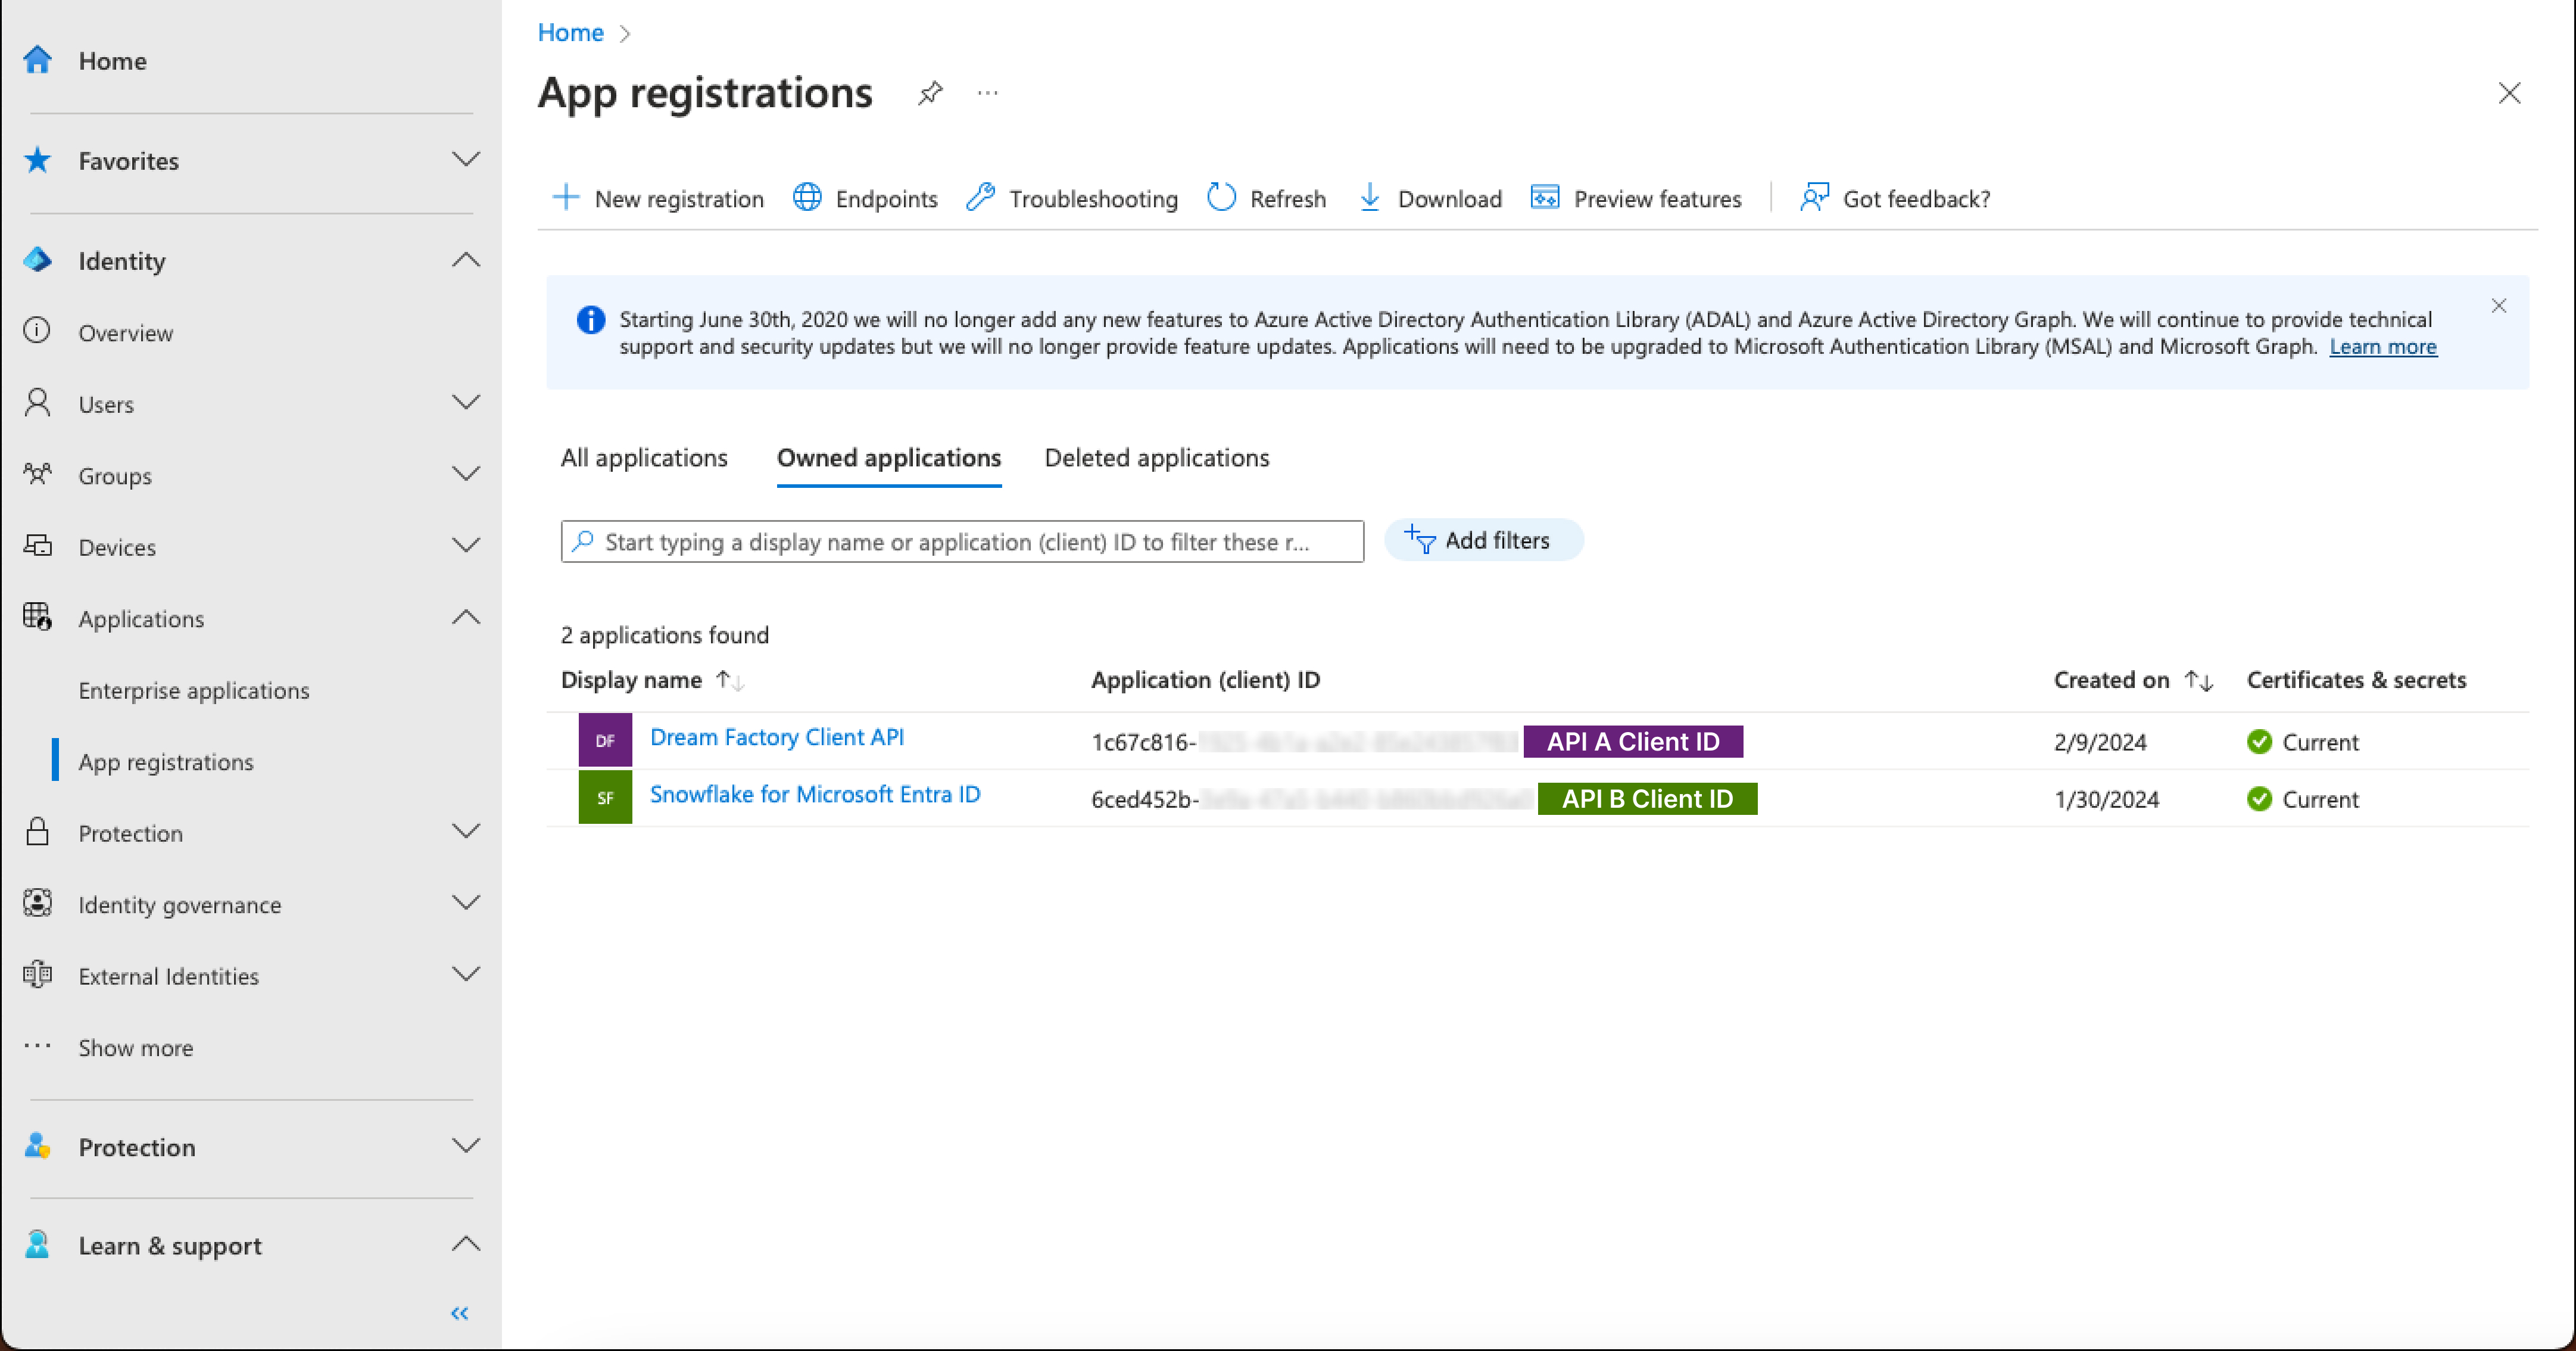 Home
Favorites
Identity
Overview
Users
Groups
Devices
Applications
Enterprise applications
App registrations
Protection
Identity governance
External Identities
Show more
Protection
Learn & support
Home
App registrations
New registration
Endpoints
Troubleshooting
Refresh
Download
Preview features
Got feedback?
Starting June 30th, 2020 we will no longer add any new features to Azure Active Directory Authentication Library (ADAL) and Azure Active Directory Graph. We will continue to provide technical
support and security updates but we will no longer provide feature updates. Applications will need to be upgraded to Microsoft Authentication Library (MSAL) and Microsoft Graph. Learn more
All applications
Owned applications
Deleted applications
Start typing a display name or application (client) ID to filter these r...
Add filters
2 applications found
Display name Application (client) ID Created on Certificates & secrets
DF Dream Factory Client API 1c67c816- API A Client ID 2/9/2024 Current
SF Snowflake for Microsoft Entra ID 6ced452b- API B Client ID 1/30/2024 Current